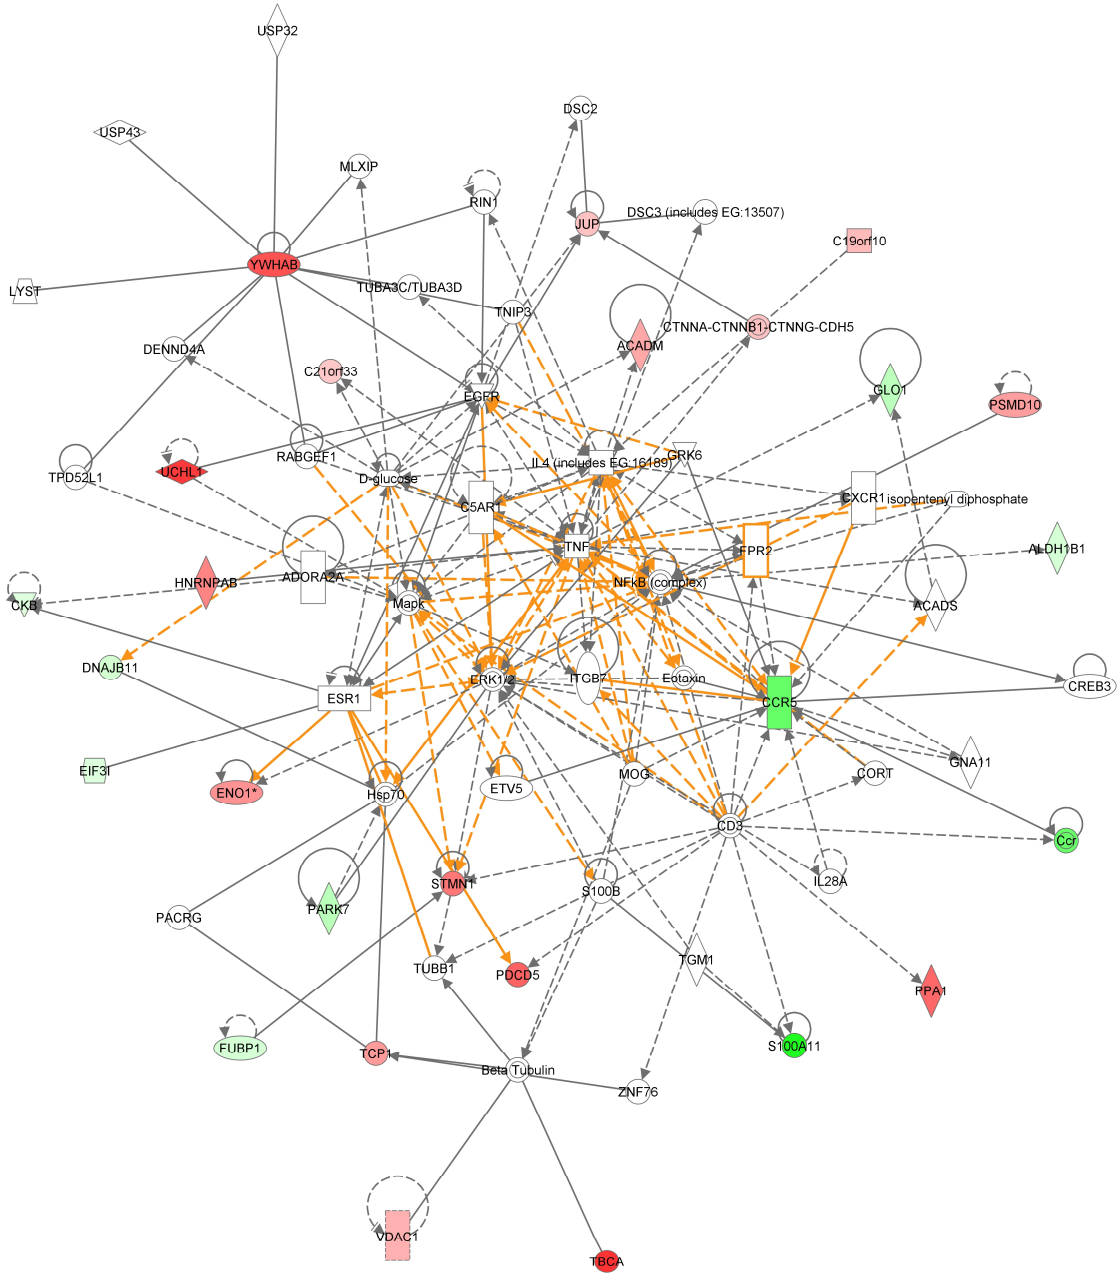 USP32
DSC2
USP43
MLXIP
RIN1
DSC3 (includes EG:13507)
JUP
C19orf10
YWHAB
LYST
TUBA3C/TUBA3D
TNIP3
CTNNA-CTNNB1-CTNNG-CDH5
DENND4A
ACADM
C21orf33
GLO1
EGFR
PSMD10
RABGEF1
GRK6
IL4 (includes EG:16189)
UCHL1
TPD52L1
D-glucose
CXCR1
isopentenyl diphosphate
C5AR1
TNF
FPR2
ALDH1B1
HNRNPAB
ADORA2A
NFkB (complex)
CKB
Mapk
ACADS
DNAJB11
ERK1/2
ITGB7
Eotaxin
CREB3
ESR1
CCR5
EIF3I
GNA11
MOG
CORT
ENO1*
Hsp70
ETV5
CD3
Ccr
STMN1
IL28A
S100B
PARK7
PACRG
TGM1
TUBB1
PDCD5
PPA1
S100A11
FUBP1
TCP1
Beta Tubulin
ZNF76
VDAC1
TBCA